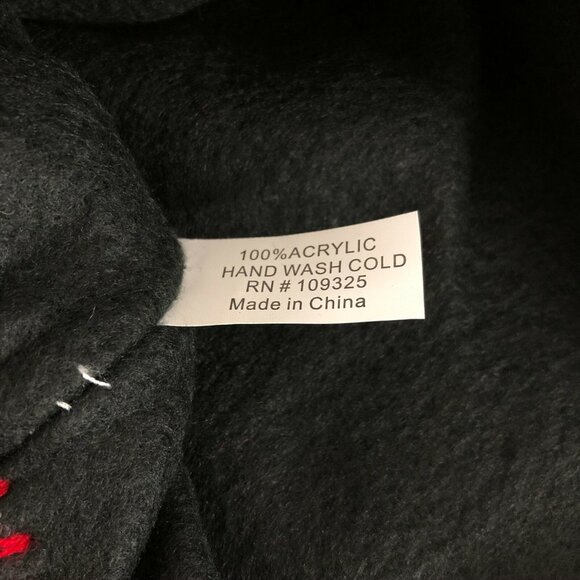 100%ACRYLIC
HAND WASH COLD
RN # 109325
Made in China